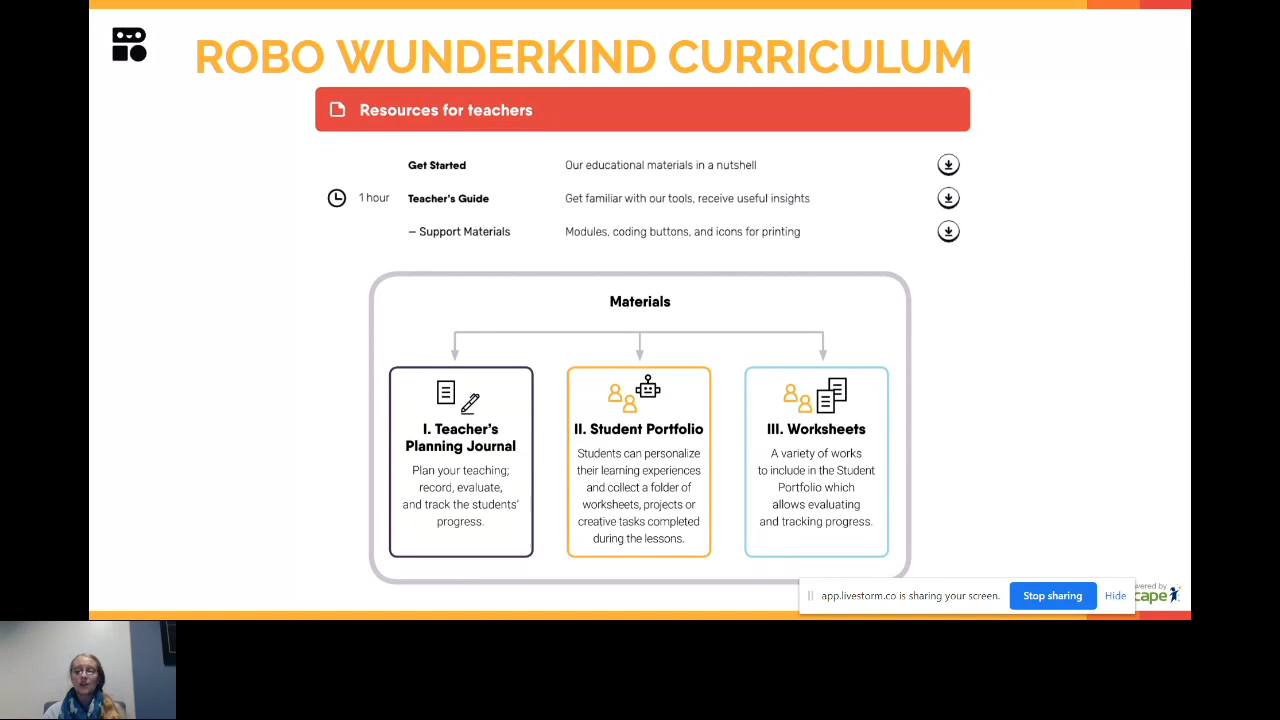 ROBO WUNDERKIND CURRICULUM
Resources for teachers
Get Started Our educational materials in a nutshell
1 hour Teacher's Guide Get familiar with our tools, receive useful insights
– Support Materials Modules, coding buttons, and icons for printing
Materials
I. Teacher's
Planning Journal
Plan your teaching;
record, evaluate,
and track the students'
progress.
II. Student Portfolio
Students can personalize
their learning experiences
and collect a folder of
worksheets, projects or
creative tasks completed
during the lessons.
III. Worksheets
A variety of works
to include in the Student
Portfolio which
allows evaluating
and tracking progress.
app.livestorm.co is sharing your screen. Stop sharing Hide
wered by
cape